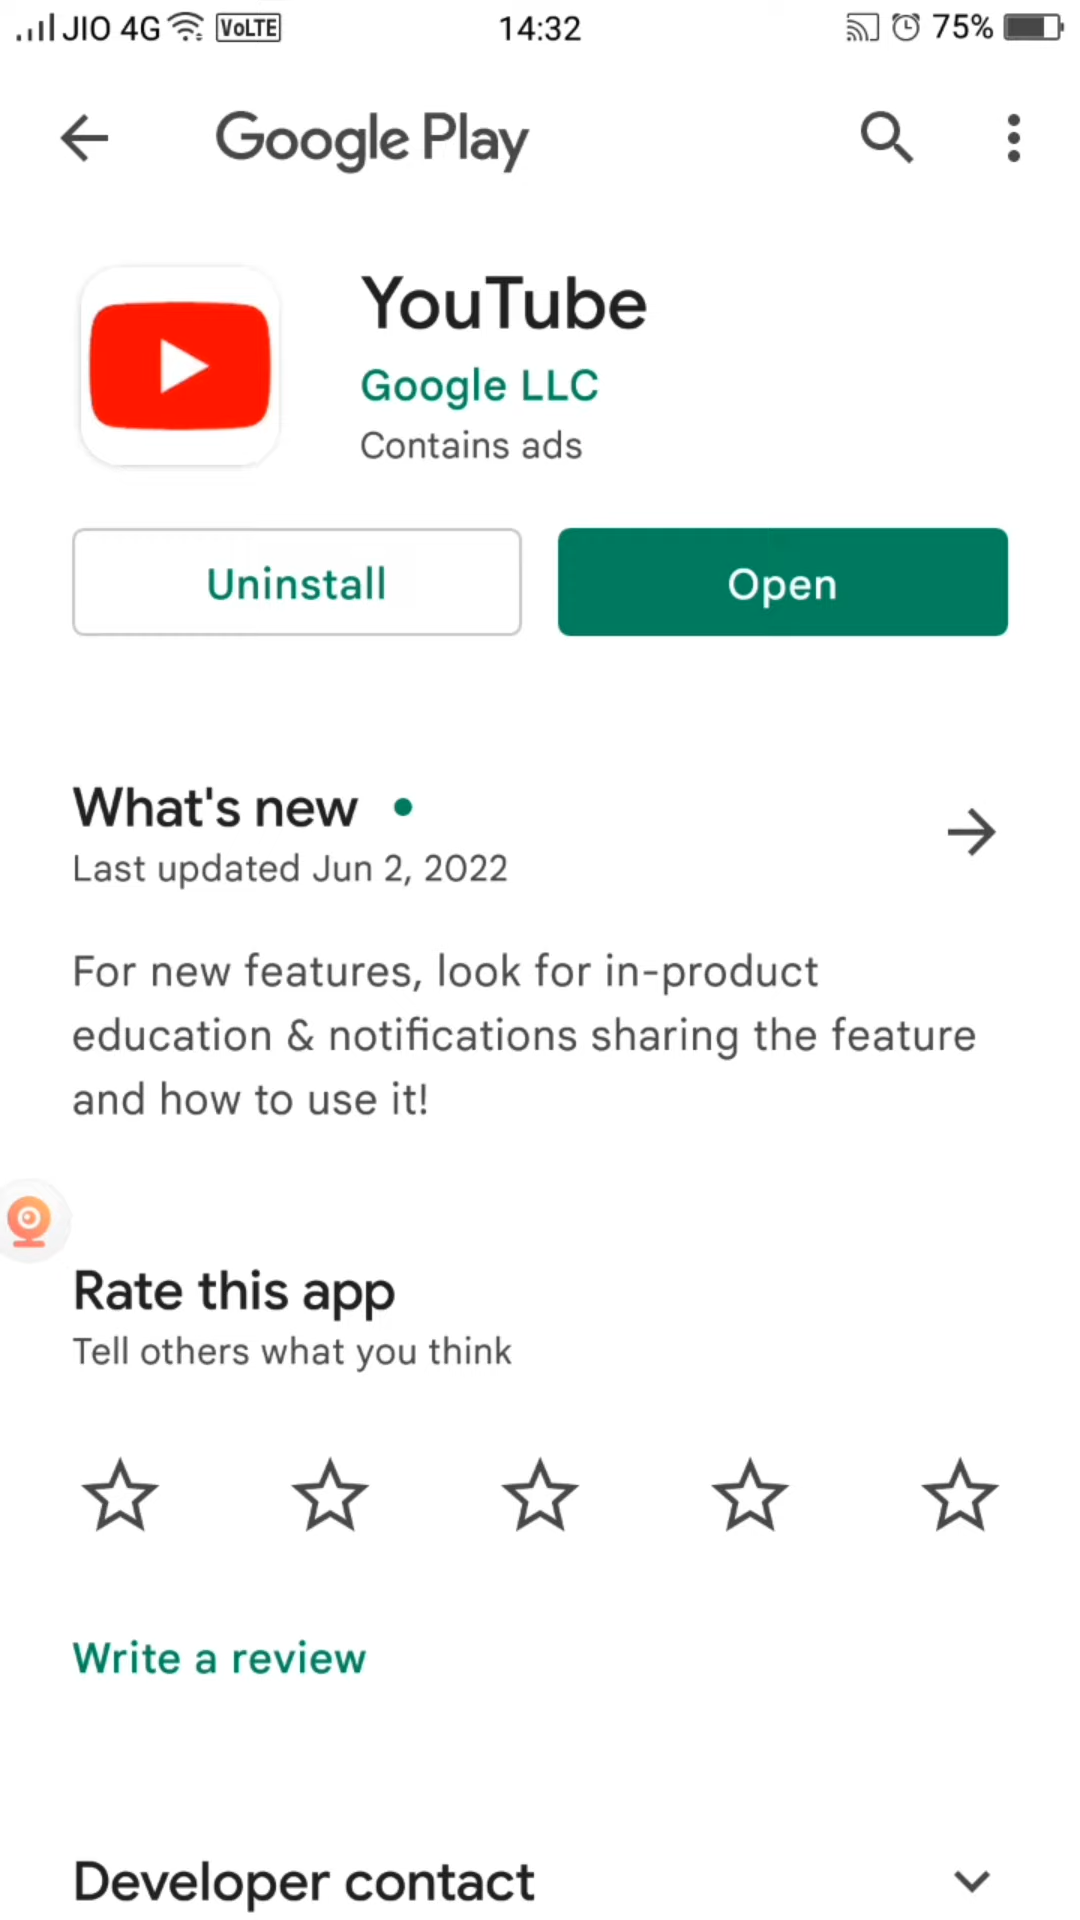 JIO 4G VoLTE 14:32 75%
Google Play
YouTube
Google LLC
Contains ads
Uninstall Open
What's new
Last updated Jun 2, 2022
For new features, look for in-product
education & notifications sharing the feature
and how to use it!
Rate this app
Tell others what you think
Write a review
Developer contact